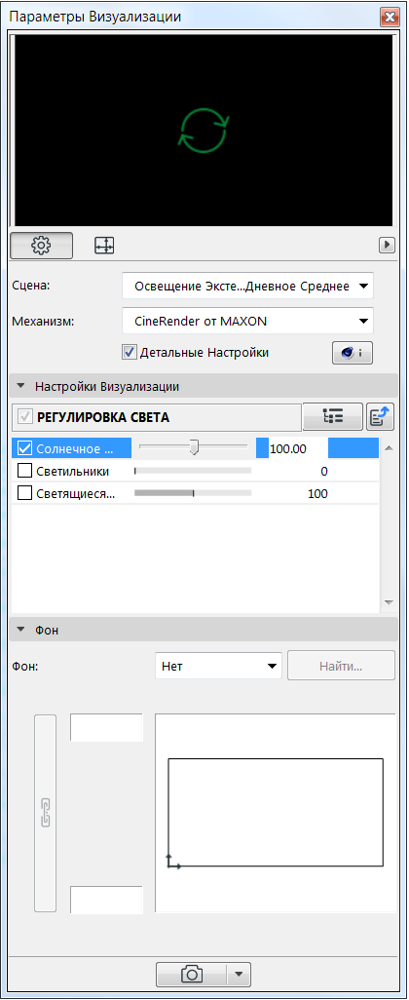 Параметры Визуализации
Сцена:
Освещение Эксте...Дневное Среднее
Механизм:
CineRender от MAXON
Детальные Настройки
i
Настройки Визуализации
РЕГУЛИРОВКА СВЕТА
Солнечное ...
100.00
Светильники
0
Светящиеся...
100
Фон
Фон:
Нет
Найти...